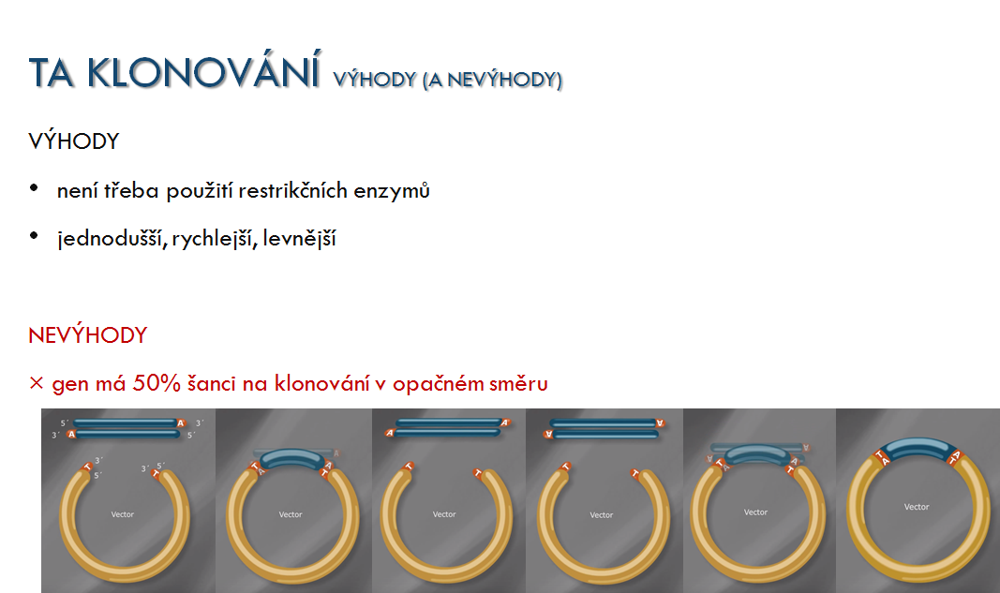 TA KLONOVÁNÍ VÝHODY (A NEVÝHODY)
VÝHODY
• není třeba použití restrikčních enzymů
• jednodušší, rychlejší, levnější
NEVÝHODY
× gen má 50% šanci na klonování v opačném směru
5´ A 3´
3´ A 5´
T 3´ 5´
3´ 5´ T
Vector
A
T A A T
Vector
A
A
T T
Vector
A
A
T T
Vector
A
A
T A A T
Vector
T A A T
Vector